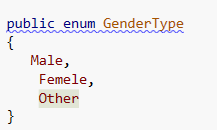 public enum GenderType
{
Male,
Femele,
Other
}